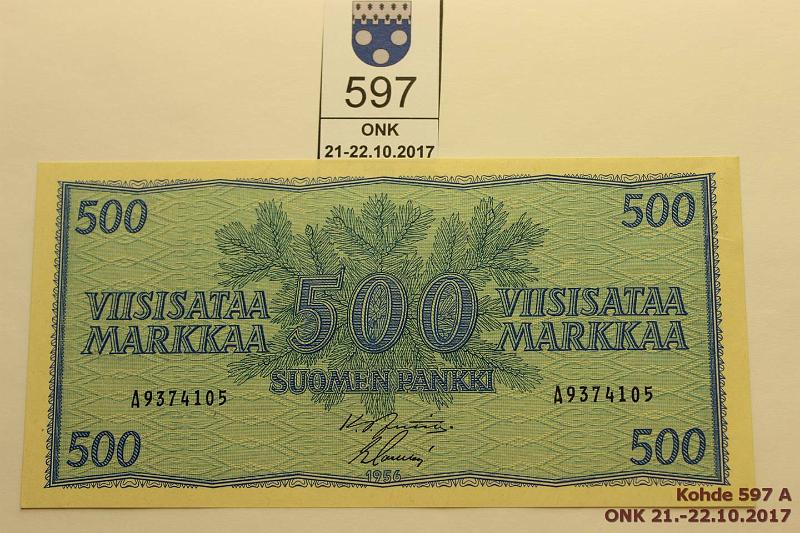 597
ONK
21-22.10.2017
500 500
VIISISATAA MARKKAA
500
VIISISATAA MARKKAA
SUOMEN PANKKI
A9374105 A9374105
500 500
1956
Kohde 597 A
ONK 21.-22.10.2017